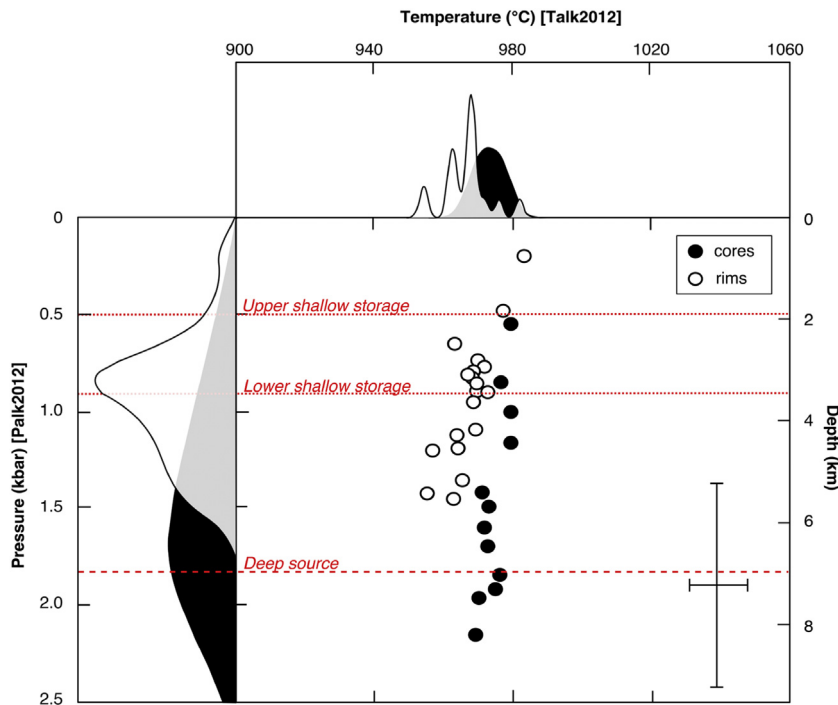 Temperature (°C) [Talk2012]
900 940 980 1020 1060
0 0
cores
rims
Upper shallow storage
0.5 2
Lower shallow storage
1.0 4
1.5 6
Deep source
2.0 8
2.5
Pressure (kbar) [Palk2012]
Depth (km)